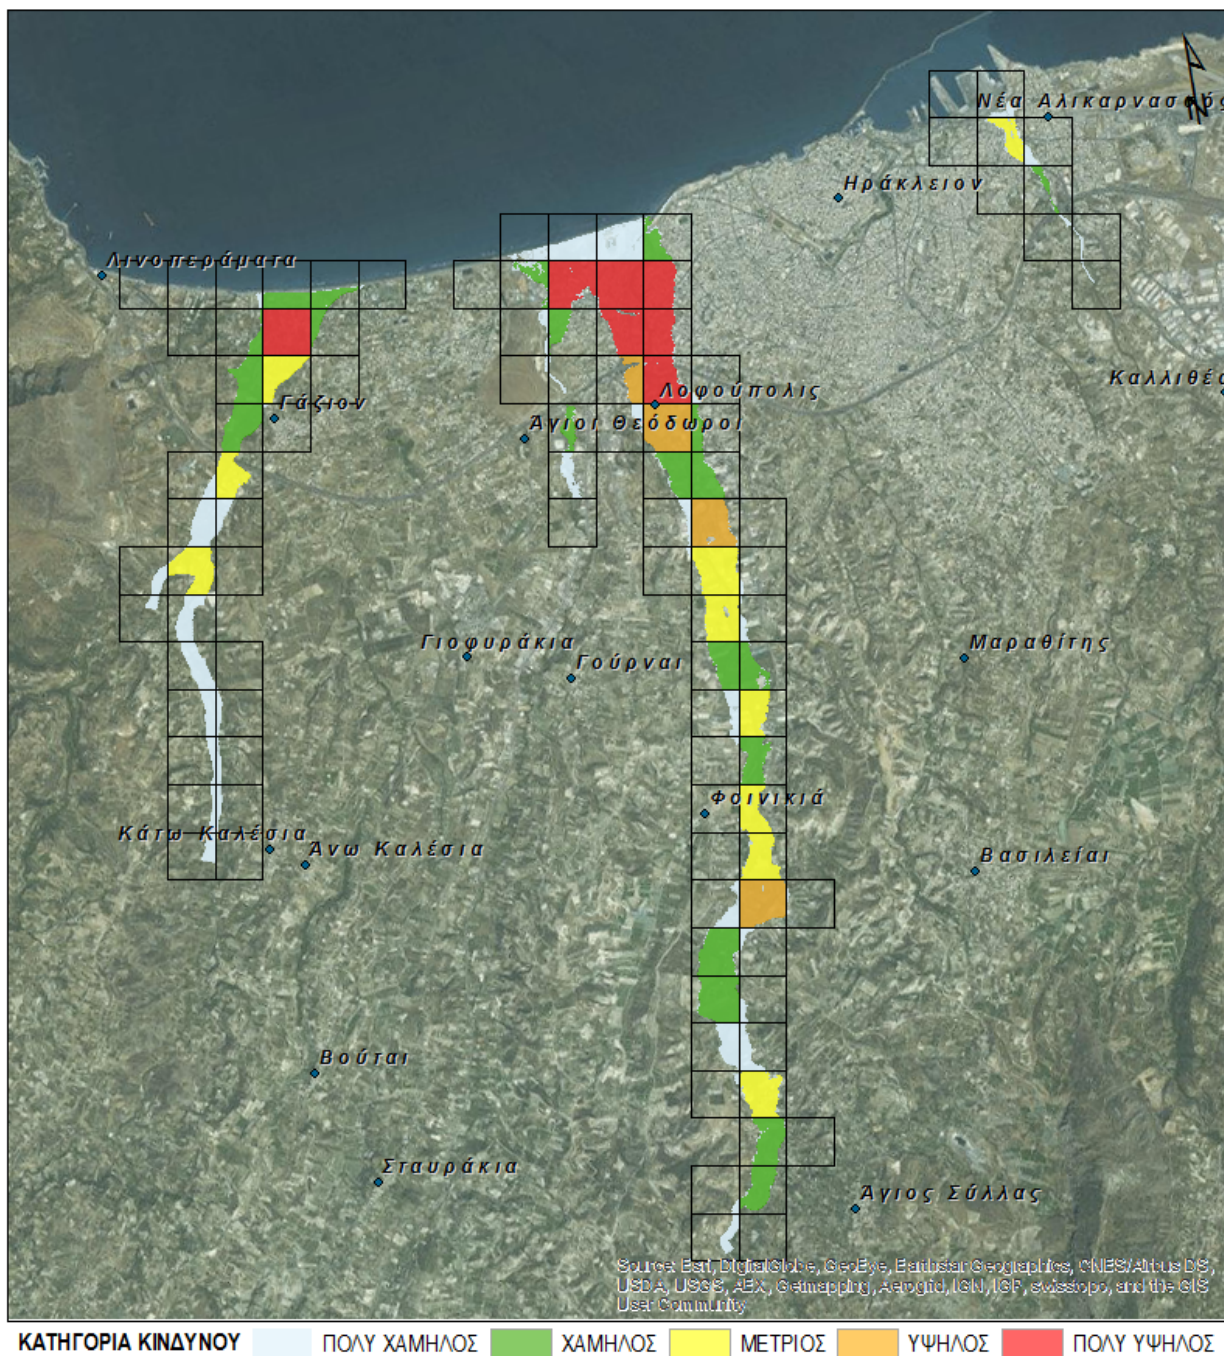 Νέα Αλικαρνασσός
Ηράκλειον
Λινοπεράματα
Καλλιθέα
Λοφούπολις
Γάζιον
Άγιοι Θεόδωροι
Γιοφυράκια
Γούρναι
Μαραθίτης
Φοινικιά
Κάτω Καλέσια
Άνω Καλέσια
Βασιλείαι
Βούται
Σταυράκια
Άγιος Σύλλας
Source: Esri, DigitalGlobe, GeoEye, Earthstar Geographics, CNES/Airbus DS,
USDA, USGS, AEX, Getmapping, Aerogrid, IGN, IGP, swisstopo, and the GIS
User Community
ΚΑΤΗΓΟΡΙΑ ΚΙΝΔΥΝΟΥ ΠΟΛΥ ΧΑΜΗΛΟΣ ΧΑΜΗΛΟΣ ΜΕΤΡΙΟΣ ΥΨΗΛΟΣ ΠΟΛΥ ΥΨΗΛΟΣ